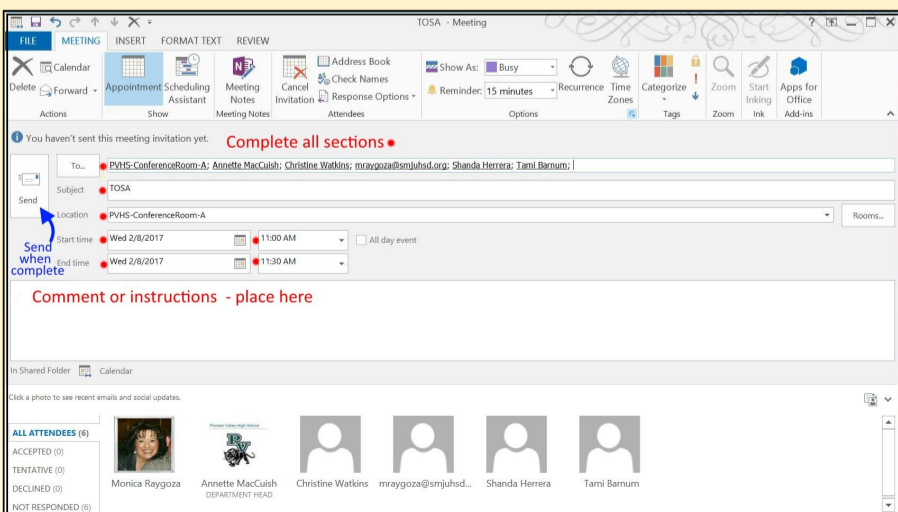 TOSA - Meeting
FILE MEETING INSERT FORMAT TEXT REVIEW
Delete
Calendar
Forward
Actions
Appointment
Scheduling Assistant
Show
Meeting Notes
Meeting Notes
Cancel Invitation
Address Book
Check Names
Response Options
Attendees
Show As: Busy
Reminder: 15 minutes
Recurrence
Time Zones
Options
Categorize
Tags
Zoom
Zoom
Start Inking
Ink
Apps for Office
Add-ins
You haven't sent this meeting invitation yet.
Complete all sections
Send
To... PVHS-ConferenceRoom-A; Annette MacCuish; Christine Watkins; mraygoza@smjuhsd.org; Shanda Herrera; Tami Barnum;
Subject TOSA
Location PVHS-ConferenceRoom-A Rooms...
Start time Wed 2/8/2017 11:00 AM All day event
End time Wed 2/8/2017 11:30 AM
Send
when
complete
Comment or instructions - place here
In Shared Folder Calendar
Click a photo to see recent emails and social updates.
ALL ATTENDEES (6)
ACCEPTED (0)
TENTATIVE (0)
DECLINED (0)
NOT RESPONDED (6)
Pioneer Valley High School
PV
Monica Raygoza
Annette MacCuish
DEPARTMENT HEAD
Christine Watkins
mraygoza@smjuhsd...
Shanda Herrera
Tami Barnum